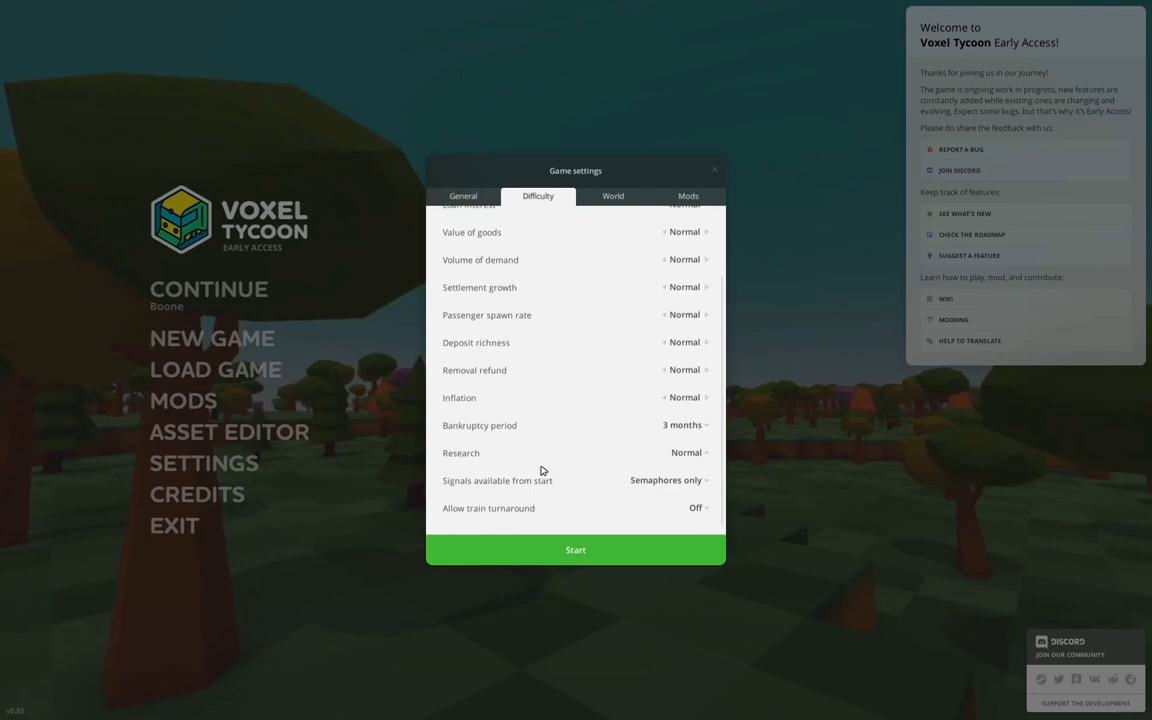 Welcome to
Voxel Tycoon Early Access!
Thanks for joining us in our journey!
The game is ongoing work in progress, new features are
constantly added while existing ones are changing and
evolving. Expect some bugs, but that's why it's Early Access!
Please do share the feedback with us:
REPORT A BUG
JOIN DISCORD
Keep track of features:
SEE WHAT'S NEW
CHECK THE ROADMAP
SUGGEST A FEATURE
Learn how to play, mod, and contribute:
WIKI
MODDING
HELP TO TRANSLATE
VOXEL
TYCOON
EARLY ACCESS
CONTINUE
Boone
NEW GAME
LOAD GAME
MODS
ASSET EDITOR
SETTINGS
CREDITS
EXIT
Game settings
General Difficulty World Mods
Loan interest Normal
Value of goods Normal
Volume of demand Normal
Settlement growth Normal
Passenger spawn rate Normal
Deposit richness Normal
Removal refund Normal
Inflation Normal
Bankruptcy period 3 months
Research Normal
Signals available from start Semaphores only
Allow train turnaround Off
Start
DISCORD
JOIN OUR COMMUNITY
SUPPORT THE DEVELOPMENT
v0.85